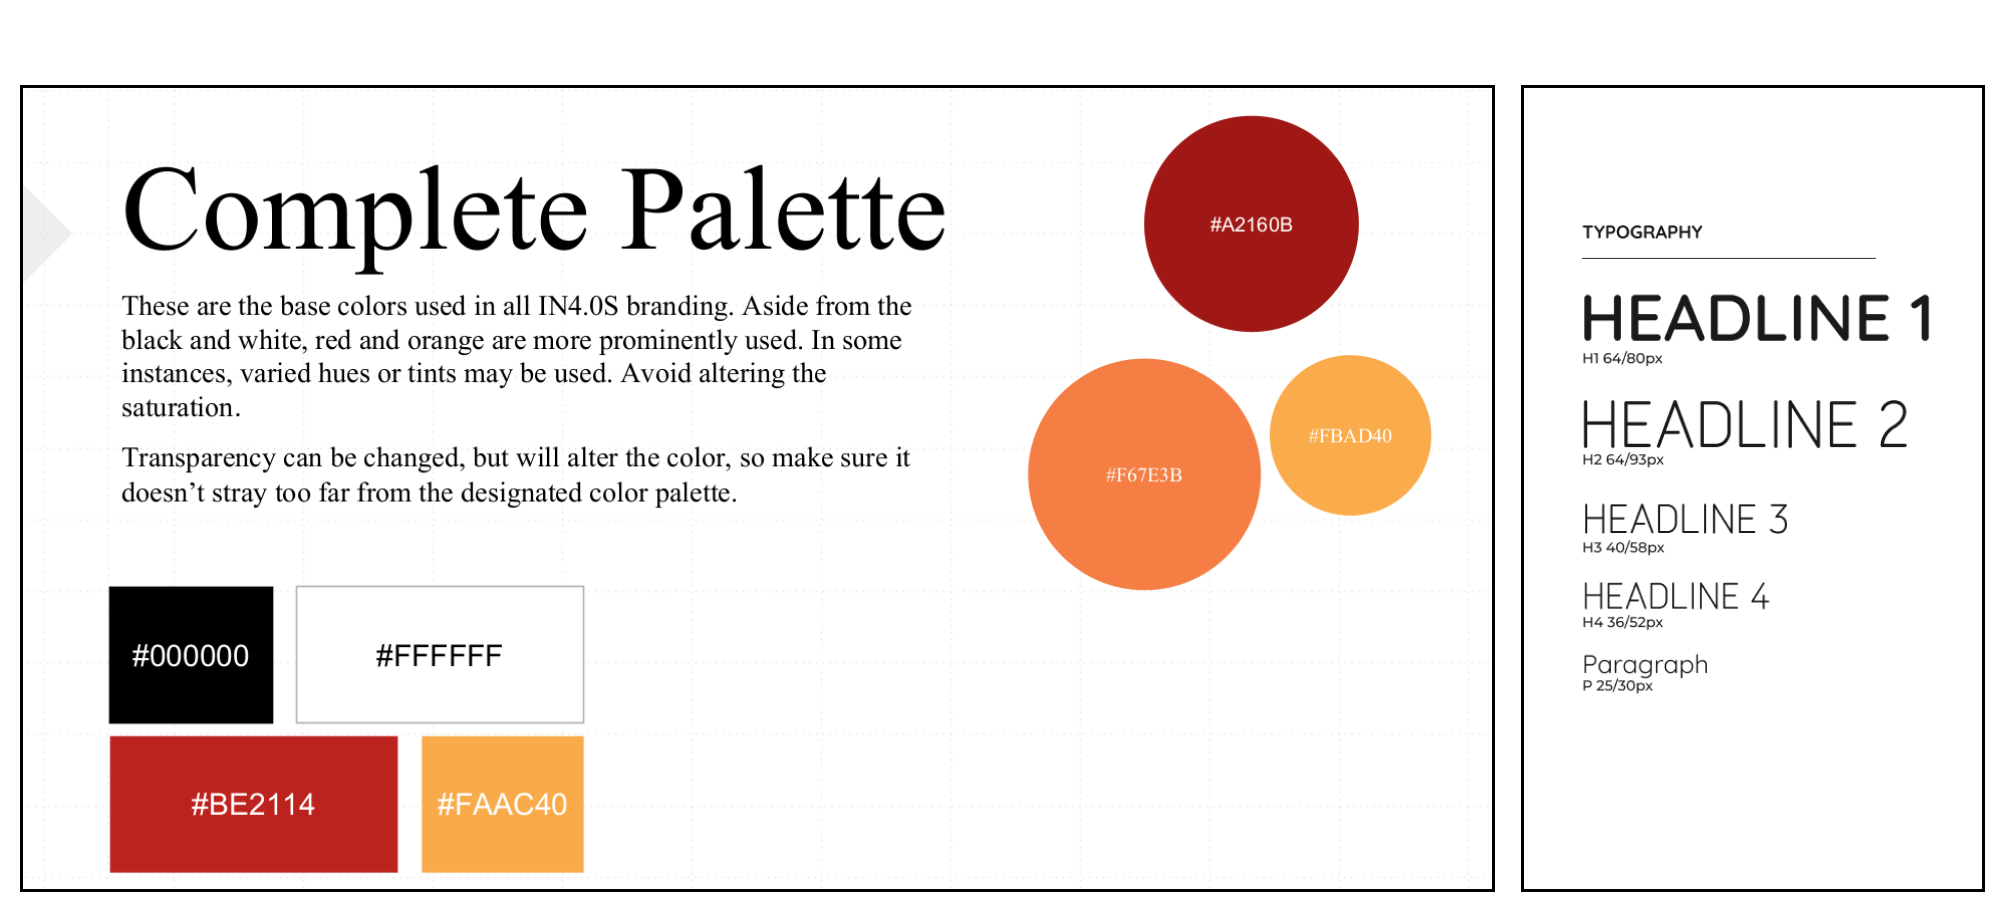 Complete Palette
These are the base colors used in all IN4.0S branding. Aside from the
black and white, red and orange are more prominently used. In some
instances, varied hues or tints may be used. Avoid altering the
saturation.
Transparency can be changed, but will alter the color, so make sure it
doesn’t stray too far from the designated color palette.
#000000
#FFFFFF
#BE2114
#FAAC40
#A2160B
#F67E3B
#FBAD40
TYPOGRAPHY
HEADLINE 1
H1 64/80px
HEADLINE 2
H2 64/93px
HEADLINE 3
H3 40/58px
HEADLINE 4
H4 36/52px
Paragraph
P 25/30px